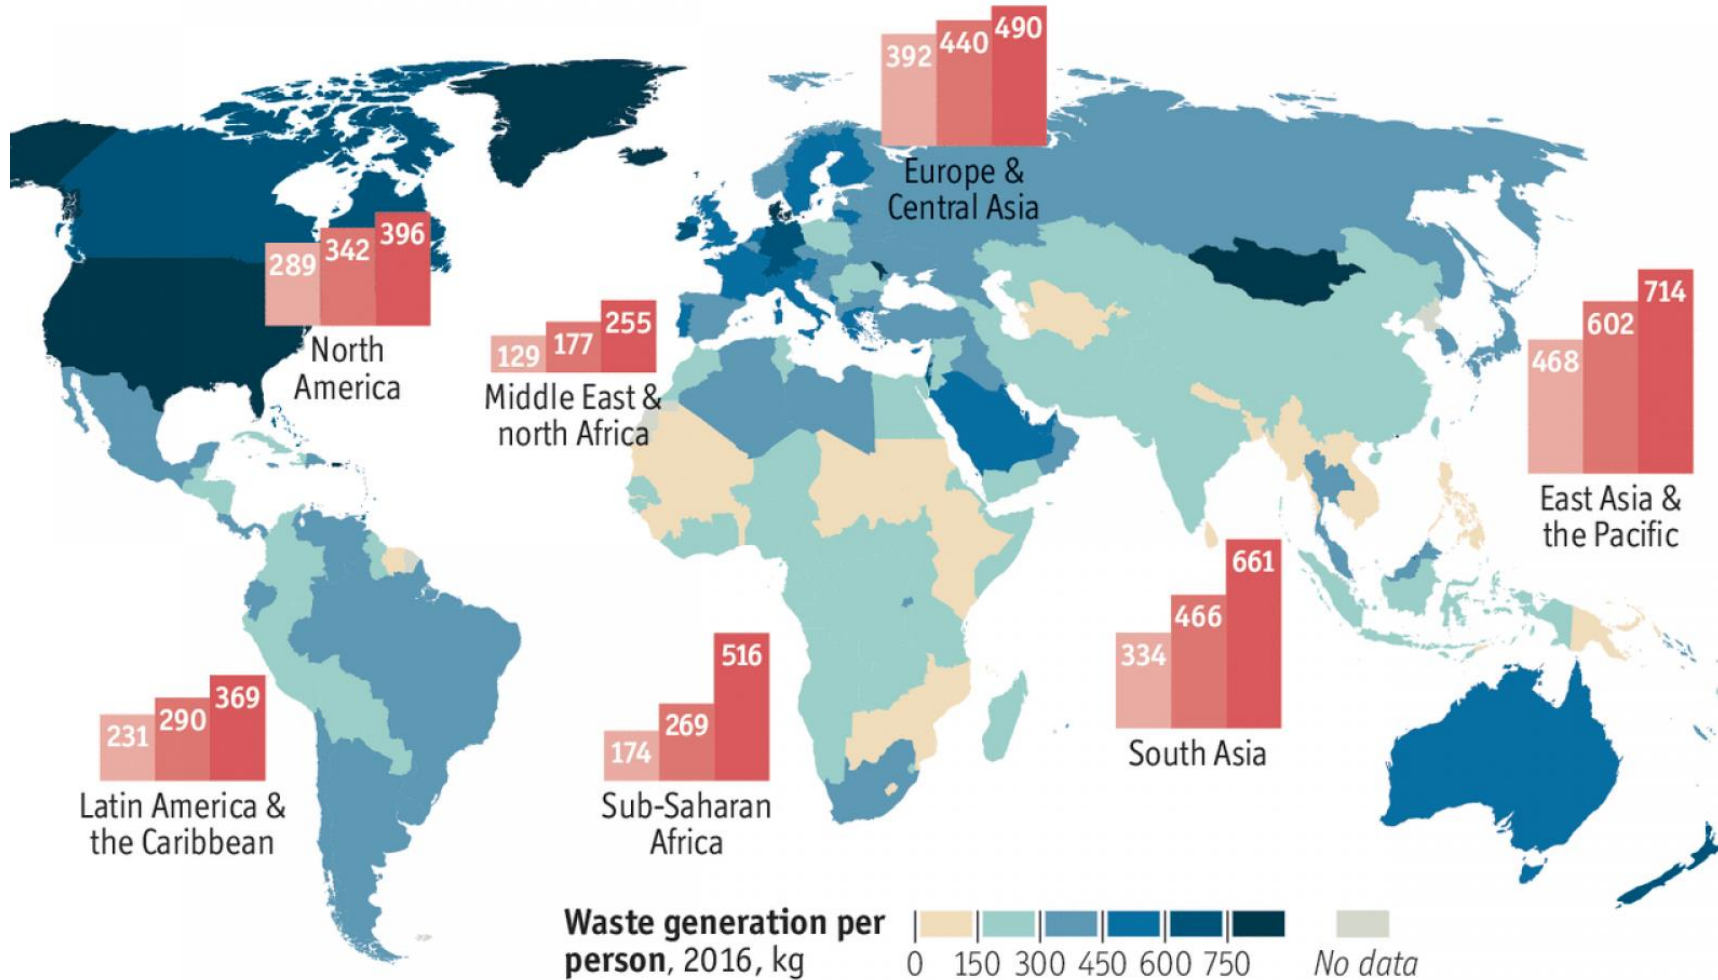 392 440 490
Europe &
Central Asia
289 342 396
North
America
129 177 255
Middle East &
north Africa
468 602 714
East Asia &
the Pacific
334 466 661
South Asia
231 290 369
Latin America &
the Caribbean
174 269 516
Sub-Saharan
Africa
Waste generation per
person, 2016, kg
0 150 300 450 600 750
No data